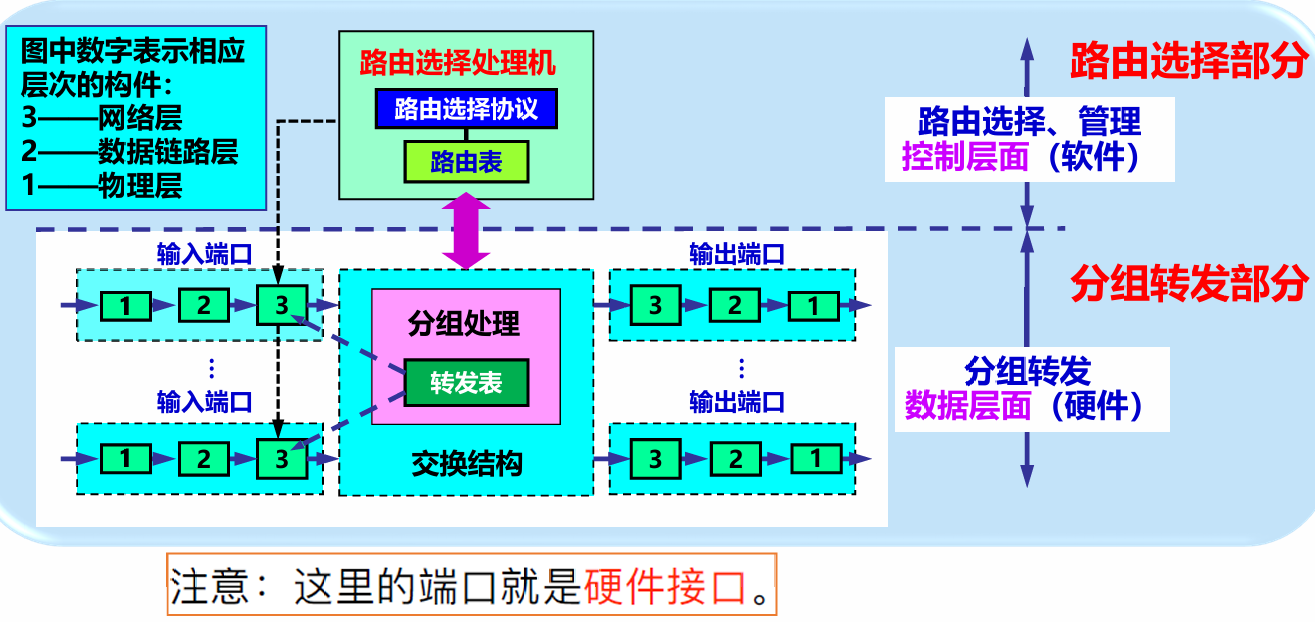 图中数字表示相应
层次的构件：
3——网络层
2——数据链路层
1——物理层
路由选择处理机
路由选择协议
路由表
路由选择部分
路由选择、管理
控制层面（软件）
输入端口
1
2
3
⋮
输入端口
1
2
3
分组处理
转发表
交换结构
输出端口
3
2
1
⋮
输出端口
3
2
1
分组转发部分
分组转发
数据层面（硬件）
注意：这里的端口就是硬件接口。